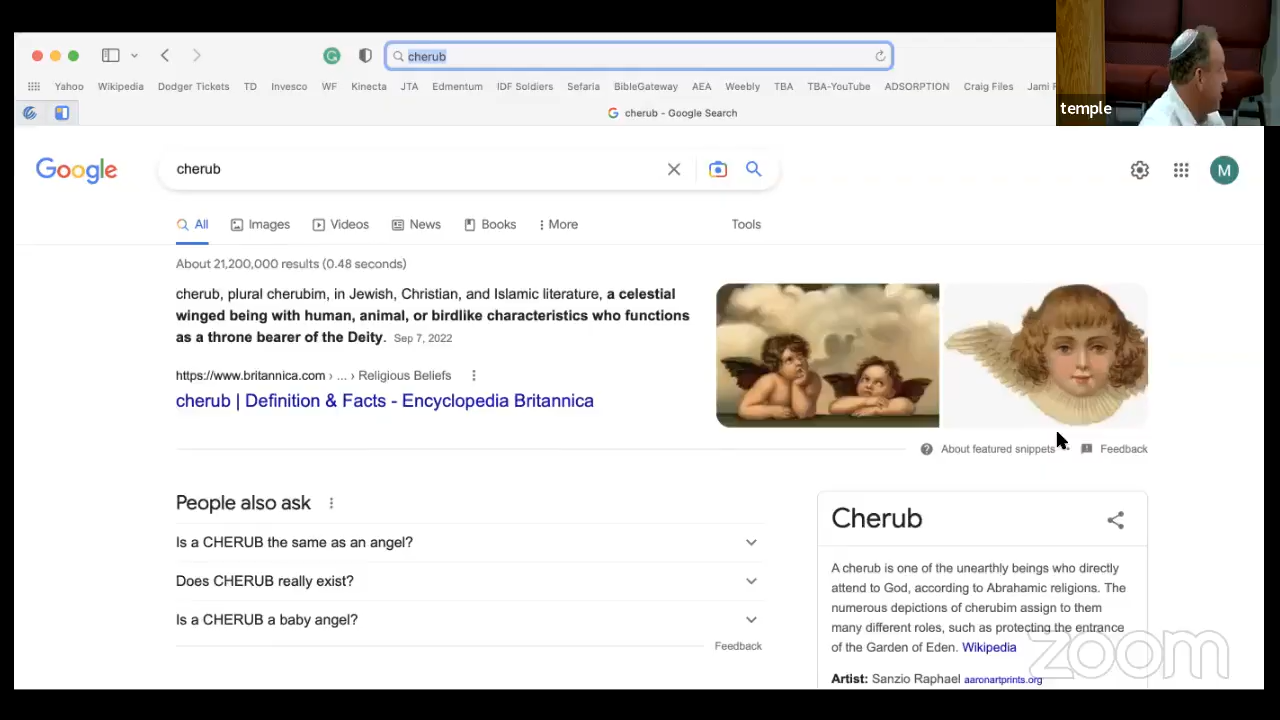 cherub
temple
Yahoo Wikipedia Dodger Tickets TD Invesco WF Kinecta JTA Edmentum IDF Soldiers Sefaria BibleGateway AEA Weebly TBA TBA-YouTube ADSORPTION Craig Files Jami
cherub - Google Search
Google
cherub
M
All Images Videos News Books More Tools
About 21,200,000 results (0.48 seconds)
cherub, plural cherubim, in Jewish, Christian, and Islamic literature, a celestial
winged being with human, animal, or birdlike characteristics who functions
as a throne bearer of the Deity. Sep 7, 2022
https://www.britannica.com › ... › Religious Beliefs
cherub | Definition & Facts - Encyclopedia Britannica
About featured snippets Feedback
People also ask
Is a CHERUB the same as an angel?
Does CHERUB really exist?
Is a CHERUB a baby angel?
Feedback
Cherub
A cherub is one of the unearthly beings who directly
attend to God, according to Abrahamic religions. The
numerous depictions of cherubim assign to them
many different roles, such as protecting the entrance
of the Garden of Eden. Wikipedia
Artist: Sanzio Raphael aaronartprints.org
zoom